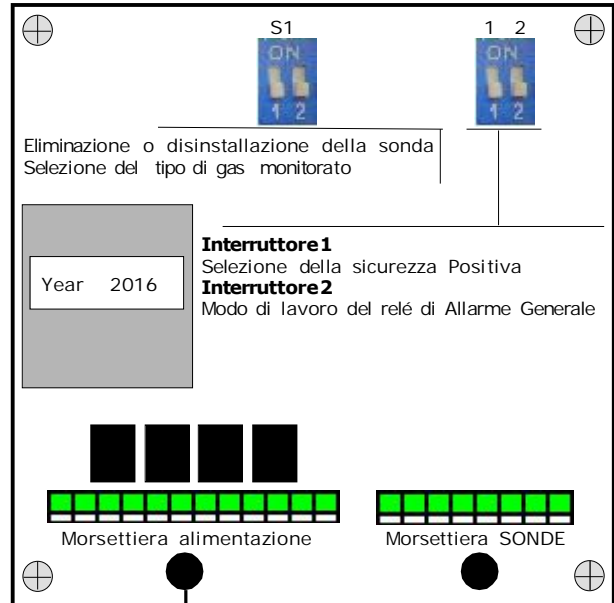 S1
1 2
ON
1 2
ON
1 2
Eliminazione o disinstallazione della sonda
Selezione del tipo di gas monitorato
Interruttore1
Selezione della sicurezza Positiva
Interruttore2
Modo di lavoro del relé di Allarme Generale
Year 2016
Morsettiera alimentazione
Morsettiera SONDE